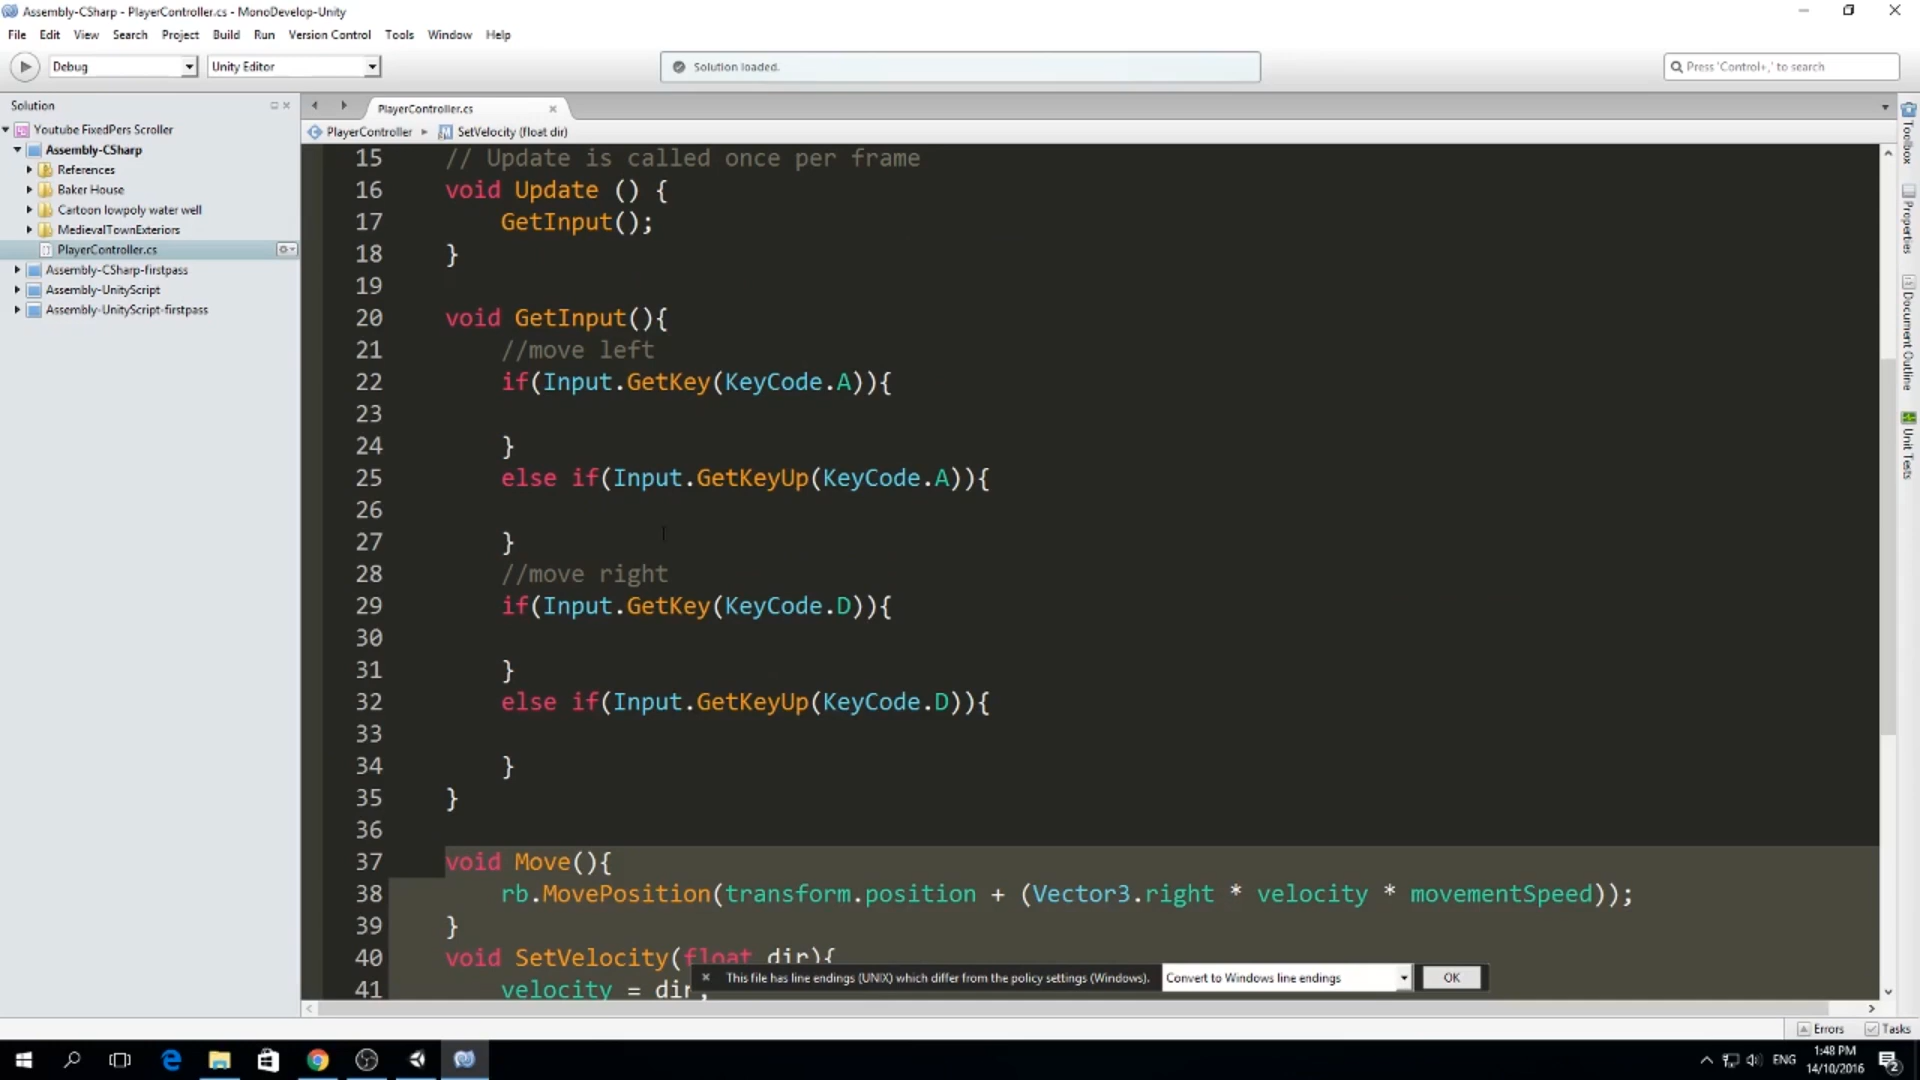 Assembly-CSharp - PlayerController.cs - MonoDevelop-Unity
File Edit View Search Project Build Run Version Control Tools Window Help
Debug Unity Editor Solution loaded. Press 'Control+,' to search
Solution
Youtube FixedPers Scroller
Assembly-CSharp
References
Baker House
Cartoon lowpoly water well
MedievalTownExteriors
PlayerController.cs
Assembly-CSharp-firstpass
Assembly-UnityScript
Assembly-UnityScript-firstpass
PlayerController.cs
PlayerController SetVelocity (float dir)
15 // Update is called once per frame
16 void Update () {
17 GetInput();
18 }
19
20 void GetInput(){
21 //move left
22 if(Input.GetKey(KeyCode.A)){
23
24 }
25 else if(Input.GetKeyUp(KeyCode.A)){
26
27 }
28 //move right
29 if(Input.GetKey(KeyCode.D)){
30
31 }
32 else if(Input.GetKeyUp(KeyCode.D)){
33
34 }
35 }
36
37 void Move(){
38 rb.MovePosition(transform.position + (Vector3.right * velocity * movementSpeed));
39 }
40 void SetVelocity(float dir){
41 velocity = dir;
This file has line endings (UNIX) which differ from the policy settings (Windows). Convert to Windows line endings OK
Toolbox
Properties
Document Outline
Unit Tests
Errors Tasks
ENG
1:48 PM
14/10/2016
2